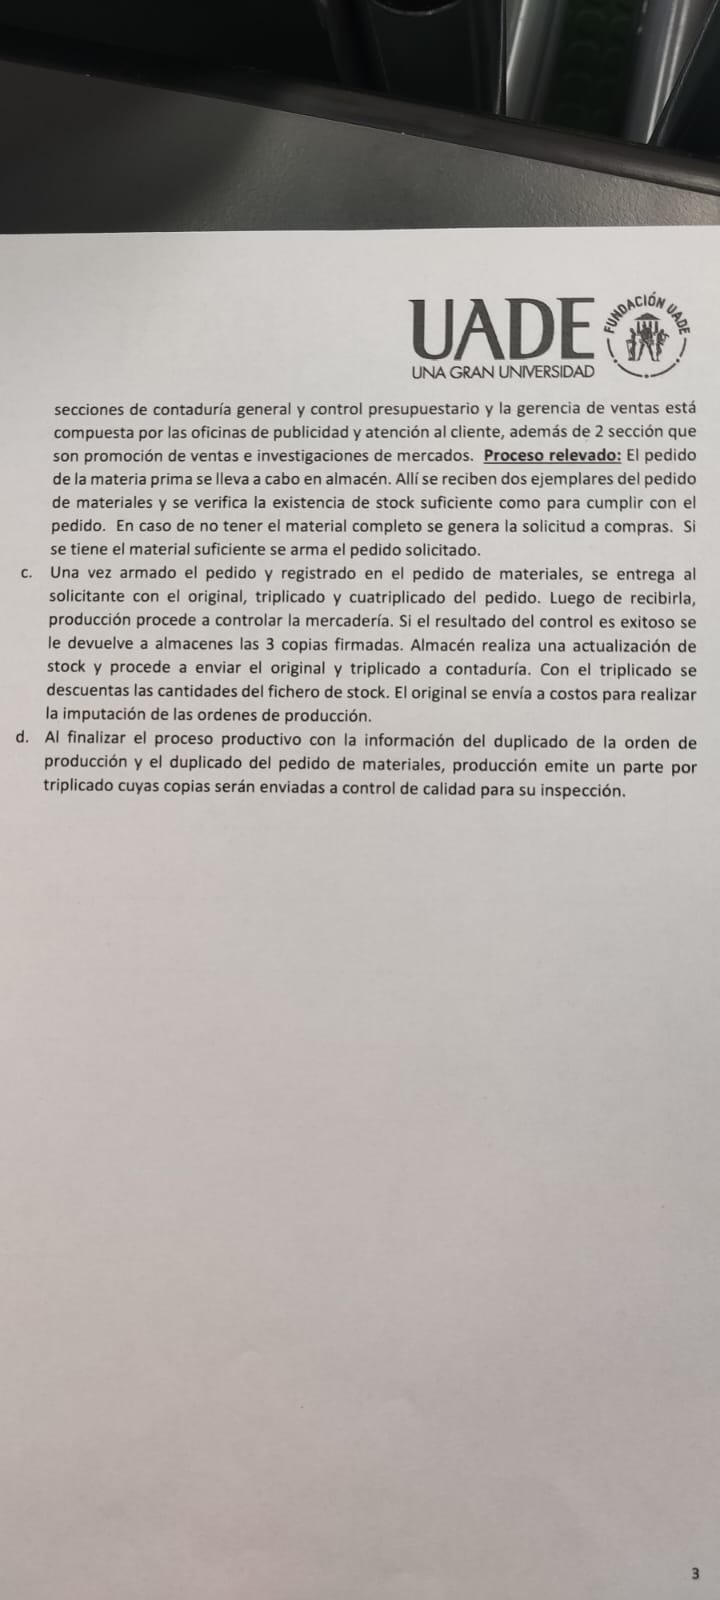 UADE
UNA GRAN UNIVERSIDAD
FUNDACIÓN UADE
secciones de contaduría general y control presupuestario y la gerencia de ventas está
compuesta por las oficinas de publicidad y atención al cliente, además de 2 sección que
son promoción de ventas e investigaciones de mercados. Proceso relevado: El pedido
de la materia prima se lleva a cabo en almacén. Allí se reciben dos ejemplares del pedido
de materiales y se verifica la existencia de stock suficiente como para cumplir con el
pedido. En caso de no tener el material completo se genera la solicitud a compras. Si
se tiene el material suficiente se arma el pedido solicitado.
c. Una vez armado el pedido y registrado en el pedido de materiales, se entrega al
solicitante con el original, triplicado y cuatriplicado del pedido. Luego de recibirla,
producción procede a controlar la mercadería. Si el resultado del control es exitoso se
le devuelve a almacenes las 3 copias firmadas. Almacén realiza una actualización de
stock y procede a enviar el original y triplicado a contaduría. Con el triplicado se
descuentas las cantidades del fichero de stock. El original se envía a costos para realizar
la imputación de las ordenes de producción.
d. Al finalizar el proceso productivo con la información del duplicado de la orden de
producción y el duplicado del pedido de materiales, producción emite un parte por
triplicado cuyas copias serán enviadas a control de calidad para su inspección.
3